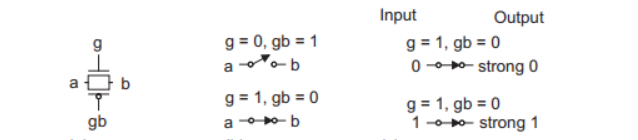 Input Output
g
a b
gb
g = 0, gb = 1
a b
g = 1, gb = 0
a b
g = 1, gb = 0
0 strong 0
g = 1, gb = 0
1 strong 1